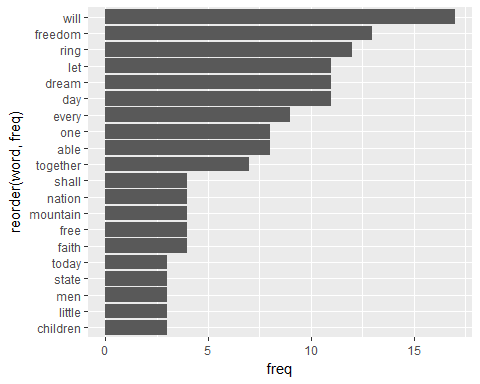 will
freedom
ring
let
dream
day
every
one
able
together
shall
nation
mountain
free
faith
today
state
men
little
children
reorder(word, freq)
0 5 10 15
freq